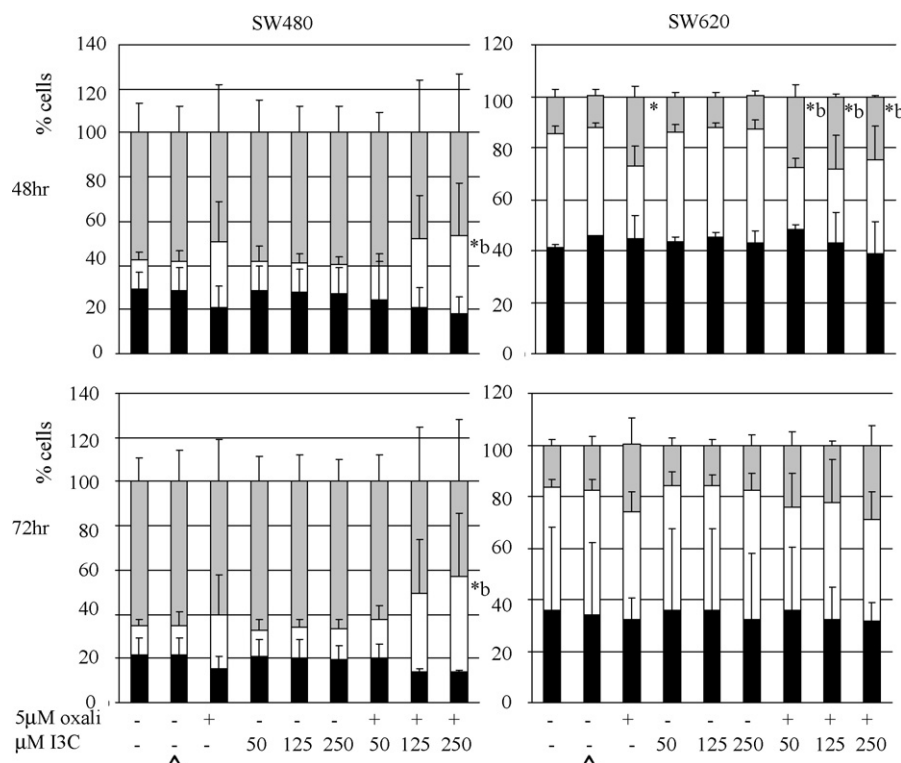 SW480 SW620
140 120
120 100
100 80
80 60
60 40
40 20
20 0
0
% cells
48hr
* *b *b *b
*b
140 120
120 100
100 80
80 60
60 40
40 20
20 0
0
% cells
72hr
*b
5µM oxali - - + - - - + + + - - + - - - + + +
µM I3C - - - 50 125 250 50 125 250 - - - 50 125 250 50 125 250
^ ^